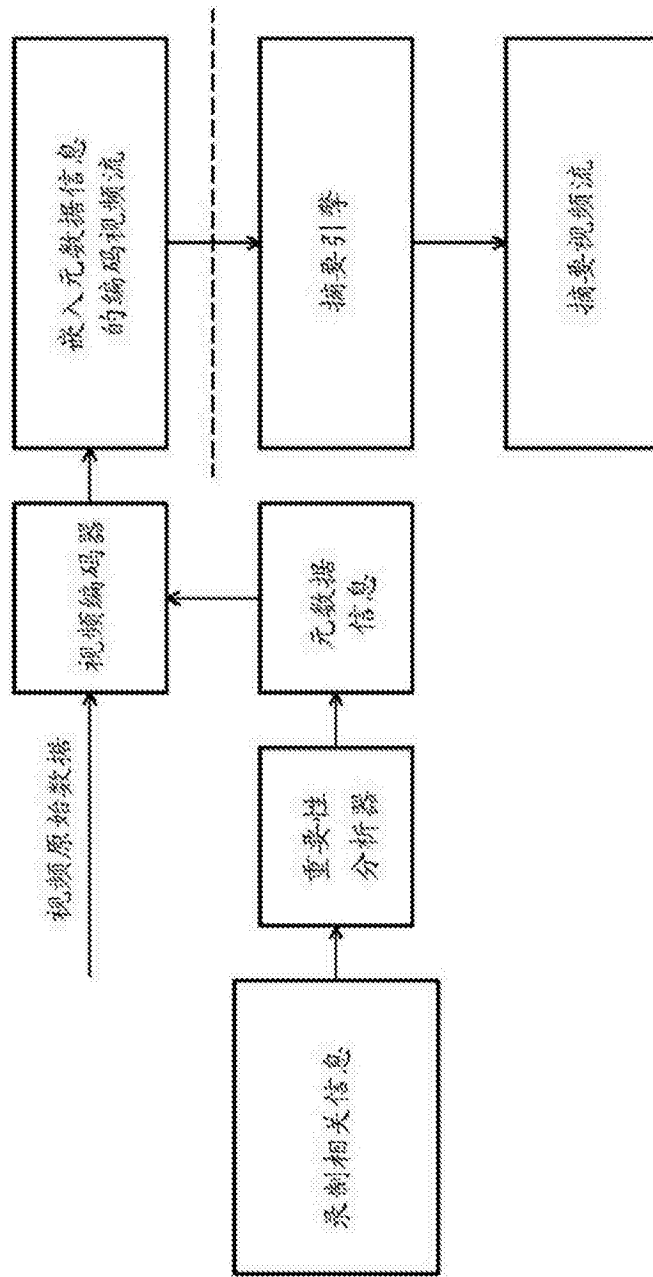 视频原始数据
视频编码器
嵌入元数据信息
的编码视频流
录制相关信息
重要性
分析器
元数据
信息
摘要引擎
摘要视频流